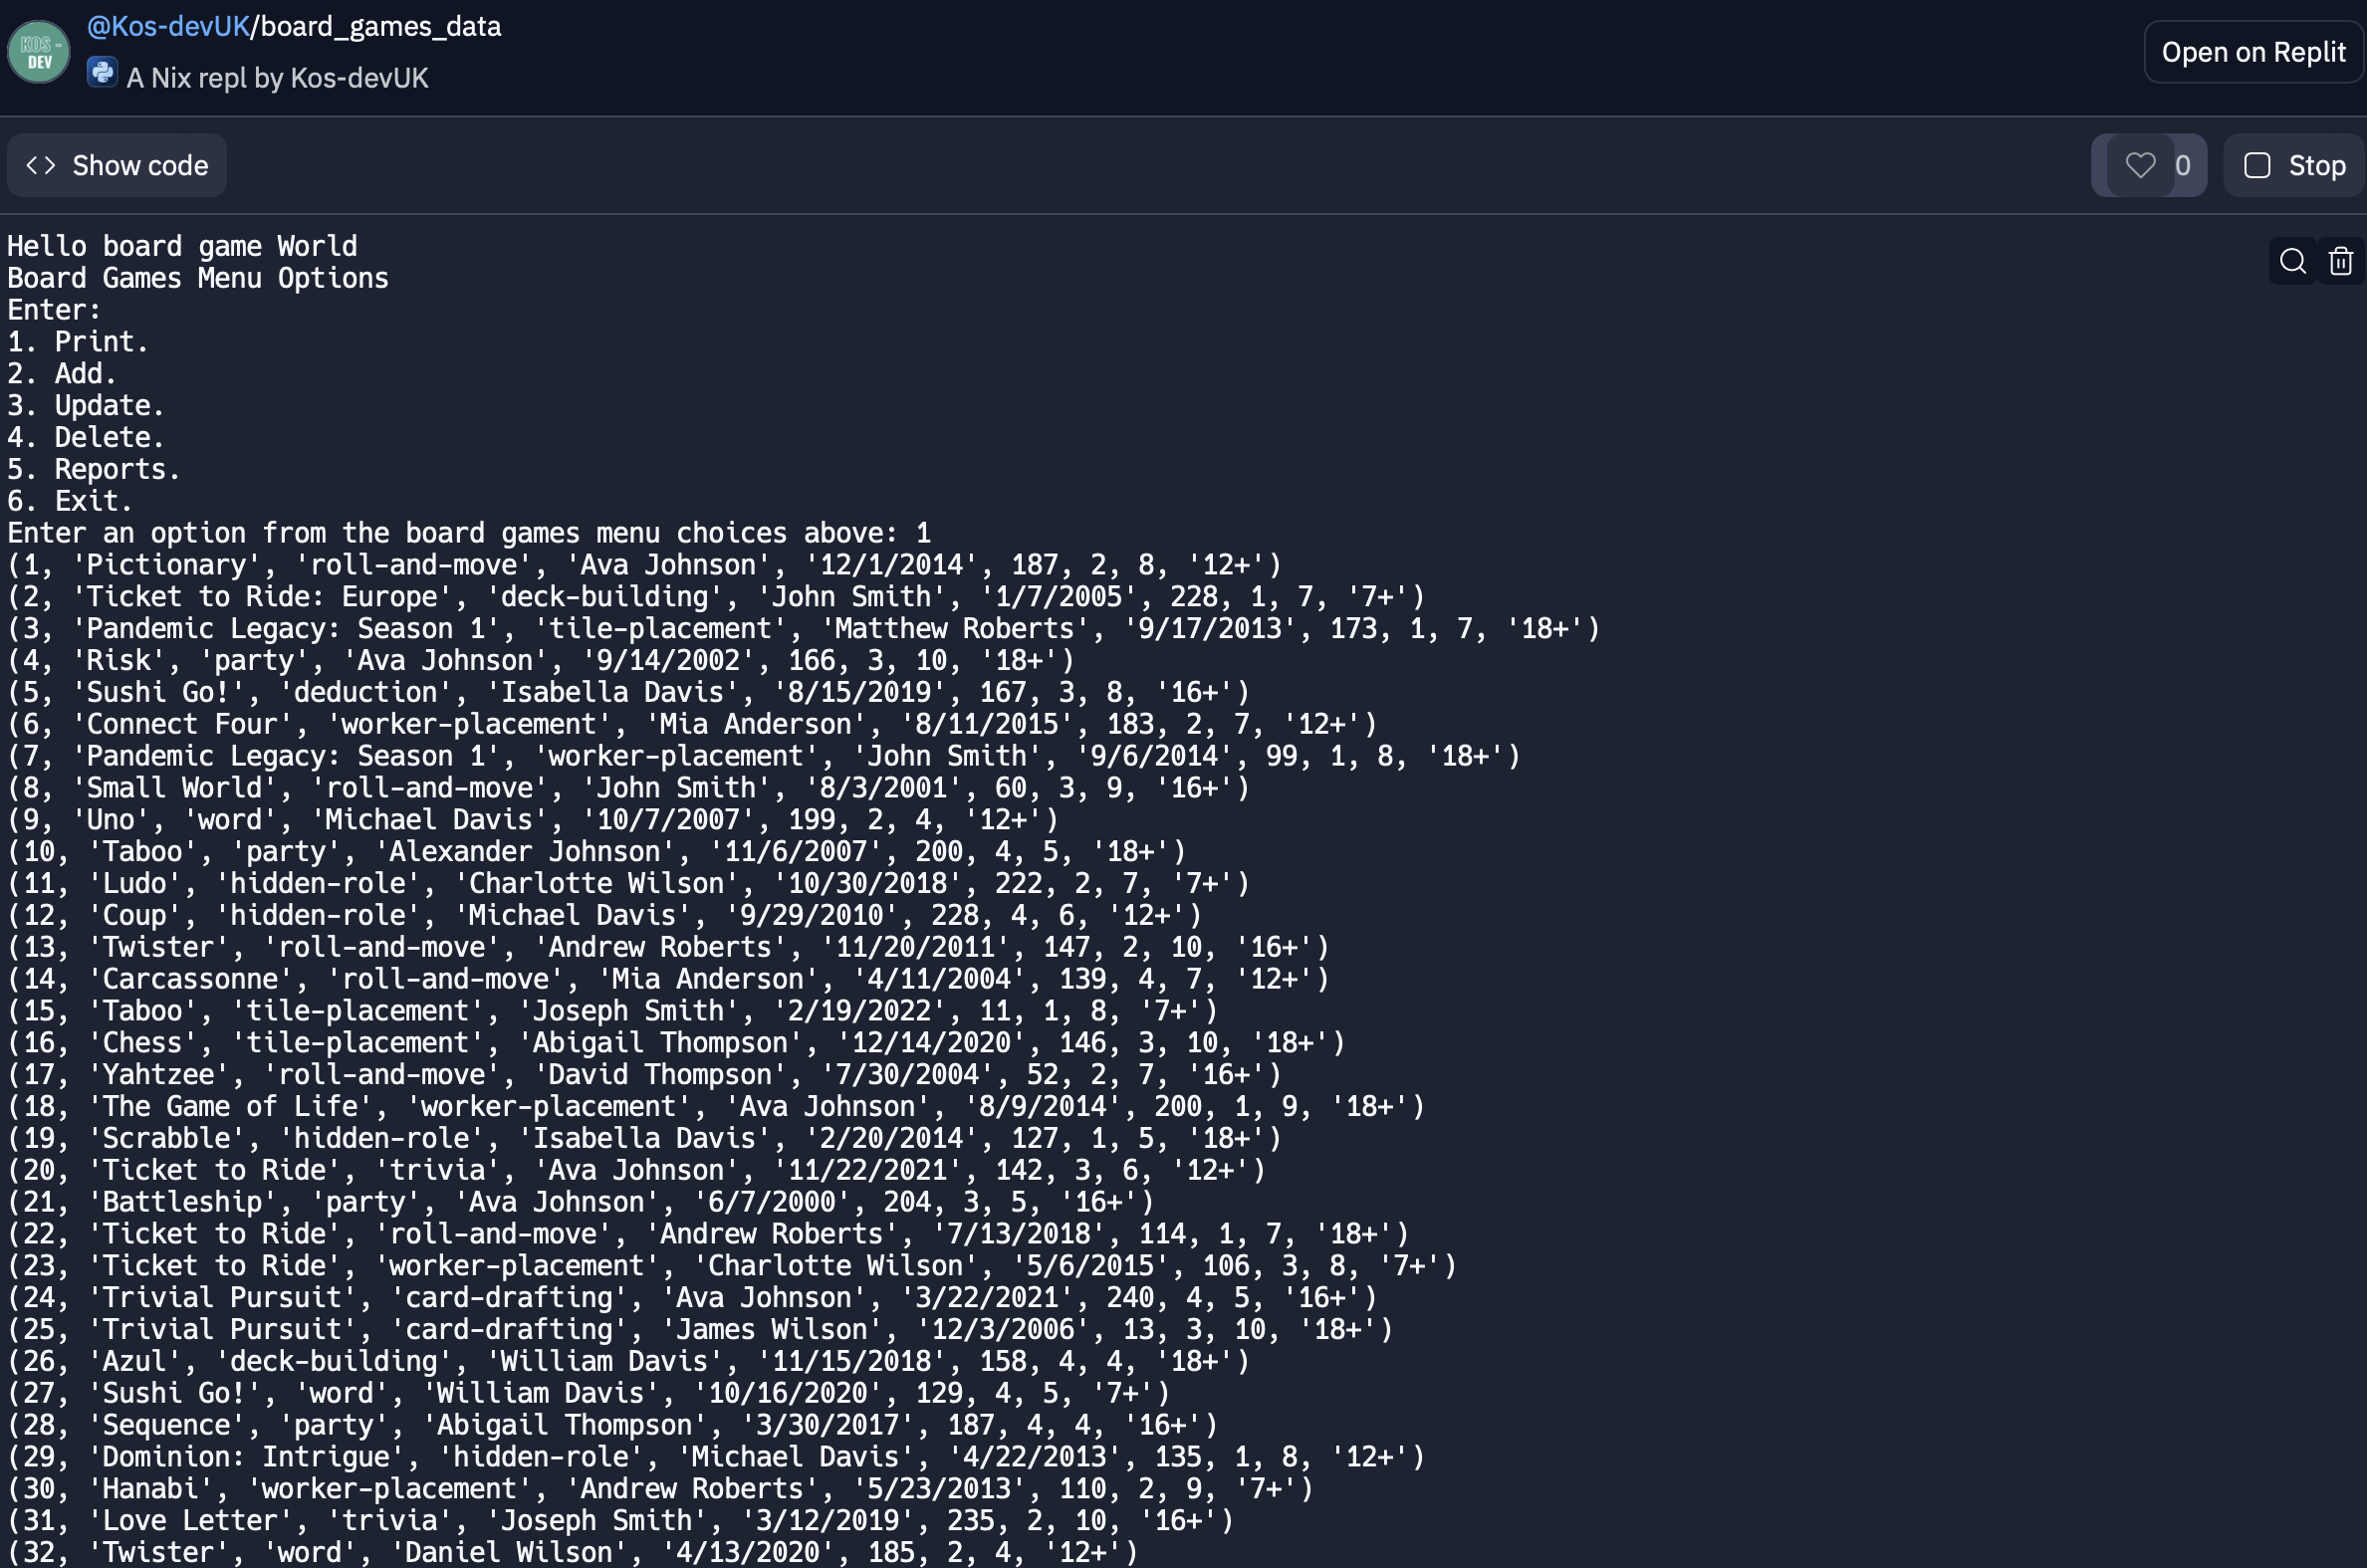 KOS -
DEV
@Kos-devUK/board_games_data
A Nix repl by Kos-devUK
Open on Replit
Show code
0
Stop
Hello board game World
Board Games Menu Options
Enter:
1. Print.
2. Add.
3. Update.
4. Delete.
5. Reports.
6. Exit.
Enter an option from the board games menu choices above: 1
(1, 'Pictionary', 'roll-and-move', 'Ava Johnson', '12/1/2014', 187, 2, 8, '12+')
(2, 'Ticket to Ride: Europe', 'deck-building', 'John Smith', '1/7/2005', 228, 1, 7, '7+')
(3, 'Pandemic Legacy: Season 1', 'tile-placement', 'Matthew Roberts', '9/17/2013', 173, 1, 7, '18+')
(4, 'Risk', 'party', 'Ava Johnson', '9/14/2002', 166, 3, 10, '18+')
(5, 'Sushi Go!', 'deduction', 'Isabella Davis', '8/15/2019', 167, 3, 8, '16+')
(6, 'Connect Four', 'worker-placement', 'Mia Anderson', '8/11/2015', 183, 2, 7, '12+')
(7, 'Pandemic Legacy: Season 1', 'worker-placement', 'John Smith', '9/6/2014', 99, 1, 8, '18+')
(8, 'Small World', 'roll-and-move', 'John Smith', '8/3/2001', 60, 3, 9, '16+')
(9, 'Uno', 'word', 'Michael Davis', '10/7/2007', 199, 2, 4, '12+')
(10, 'Taboo', 'party', 'Alexander Johnson', '11/6/2007', 200, 4, 5, '18+')
(11, 'Ludo', 'hidden-role', 'Charlotte Wilson', '10/30/2018', 222, 2, 7, '7+')
(12, 'Coup', 'hidden-role', 'Michael Davis', '9/29/2010', 228, 4, 6, '12+')
(13, 'Twister', 'roll-and-move', 'Andrew Roberts', '11/20/2011', 147, 2, 10, '16+')
(14, 'Carcassonne', 'roll-and-move', 'Mia Anderson', '4/11/2004', 139, 4, 7, '12+')
(15, 'Taboo', 'tile-placement', 'Joseph Smith', '2/19/2022', 11, 1, 8, '7+')
(16, 'Chess', 'tile-placement', 'Abigail Thompson', '12/14/2020', 146, 3, 10, '18+')
(17, 'Yahtzee', 'roll-and-move', 'David Thompson', '7/30/2004', 52, 2, 7, '16+')
(18, 'The Game of Life', 'worker-placement', 'Ava Johnson', '8/9/2014', 200, 1, 9, '18+')
(19, 'Scrabble', 'hidden-role', 'Isabella Davis', '2/20/2014', 127, 1, 5, '18+')
(20, 'Ticket to Ride', 'trivia', 'Ava Johnson', '11/22/2021', 142, 3, 6, '12+')
(21, 'Battleship', 'party', 'Ava Johnson', '6/7/2000', 204, 3, 5, '16+')
(22, 'Ticket to Ride', 'roll-and-move', 'Andrew Roberts', '7/13/2018', 114, 1, 7, '18+')
(23, 'Ticket to Ride', 'worker-placement', 'Charlotte Wilson', '5/6/2015', 106, 3, 8, '7+')
(24, 'Trivial Pursuit', 'card-drafting', 'Ava Johnson', '3/22/2021', 240, 4, 5, '16+')
(25, 'Trivial Pursuit', 'card-drafting', 'James Wilson', '12/3/2006', 13, 3, 10, '18+')
(26, 'Azul', 'deck-building', 'William Davis', '11/15/2018', 158, 4, 4, '18+')
(27, 'Sushi Go!', 'word', 'William Davis', '10/16/2020', 129, 4, 5, '7+')
(28, 'Sequence', 'party', 'Abigail Thompson', '3/30/2017', 187, 4, 4, '16+')
(29, 'Dominion: Intrigue', 'hidden-role', 'Michael Davis', '4/22/2013', 135, 1, 8, '12+')
(30, 'Hanabi', 'worker-placement', 'Andrew Roberts', '5/23/2013', 110, 2, 9, '7+')
(31, 'Love Letter', 'trivia', 'Joseph Smith', '3/12/2019', 235, 2, 10, '16+')
(32, 'Twister', 'word', 'Daniel Wilson', '4/13/2020', 185, 2, 4, '12+')